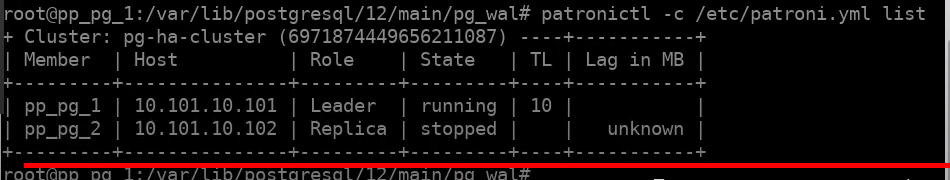 root@pp_pg_1:/var/lib/postgresql/12/main/pg_wal# patronictl -c /etc/patroni.yml list
+ Cluster: pg-ha-cluster (6971874449656211087) ----+-----------+
| Member  | Host          | Role    | State   | TL | Lag in MB |
+---------+---------------+---------+---------+----+-----------+
| pp_pg_1 | 10.101.10.101 | Leader  | running | 10 |           |
| pp_pg_2 | 10.101.10.102 | Replica | stopped |    |   unknown |
+---------+---------------+---------+---------+----+-----------+
root@pp_pg_1:/var/lib/postgresql/12/main/pg_wal#